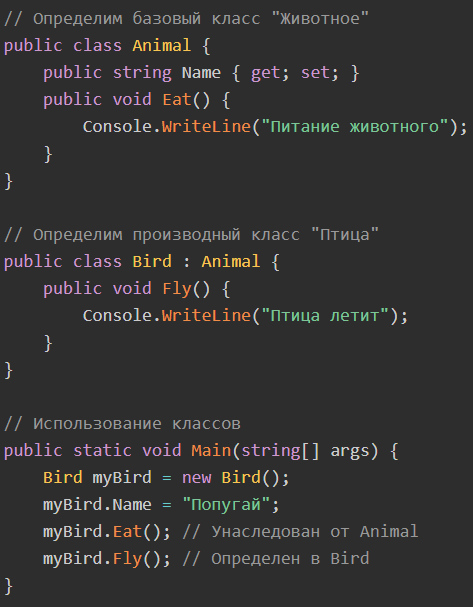 // Определим базовый класс "Животное"
public class Animal {
    public string Name { get; set; }
    public void Eat() {
        Console.WriteLine("Питание животного");
    }
}

// Определим производный класс "Птица"
public class Bird : Animal {
    public void Fly() {
        Console.WriteLine("Птица летит");
    }
}

// Использование классов
public static void Main(string[] args) {
    Bird myBird = new Bird();
    myBird.Name = "Попугай";
    myBird.Eat(); // Унаследован от Animal
    myBird.Fly(); // Определен в Bird
}